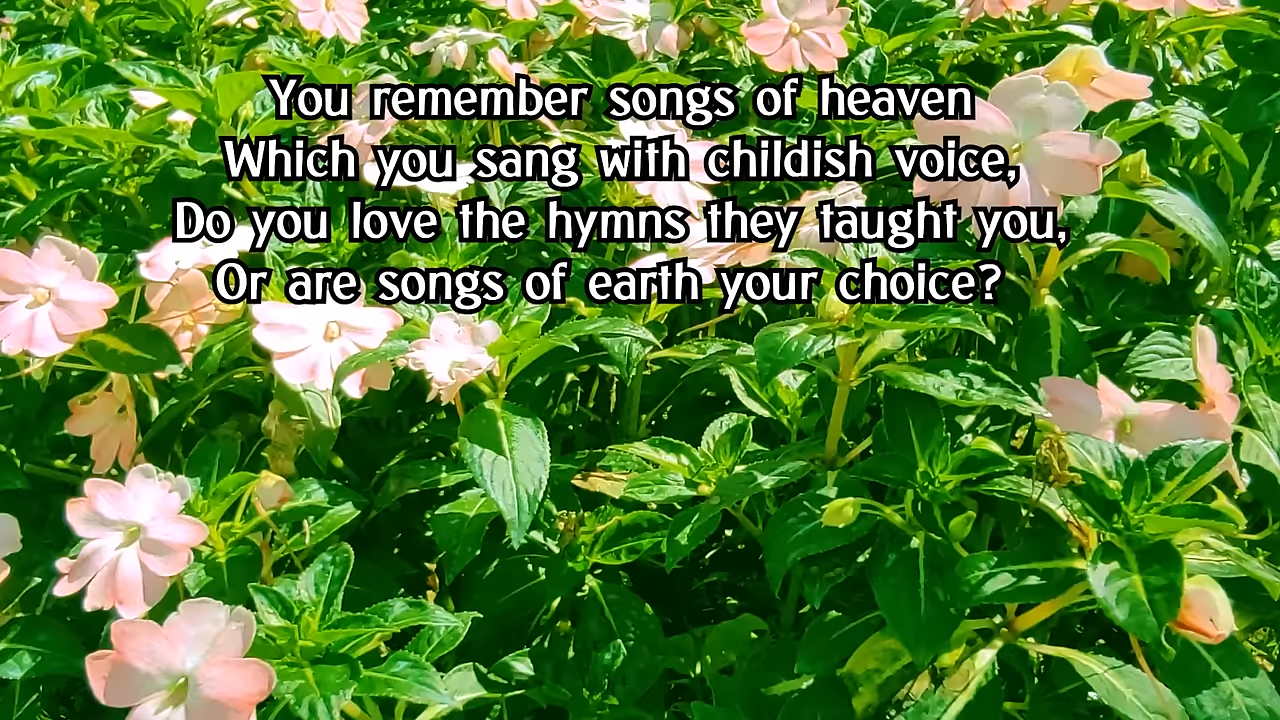 You remember songs of heaven
Which you sang with childish voice,
Do you love the hymns they taught you,
Or are songs of earth your choice?